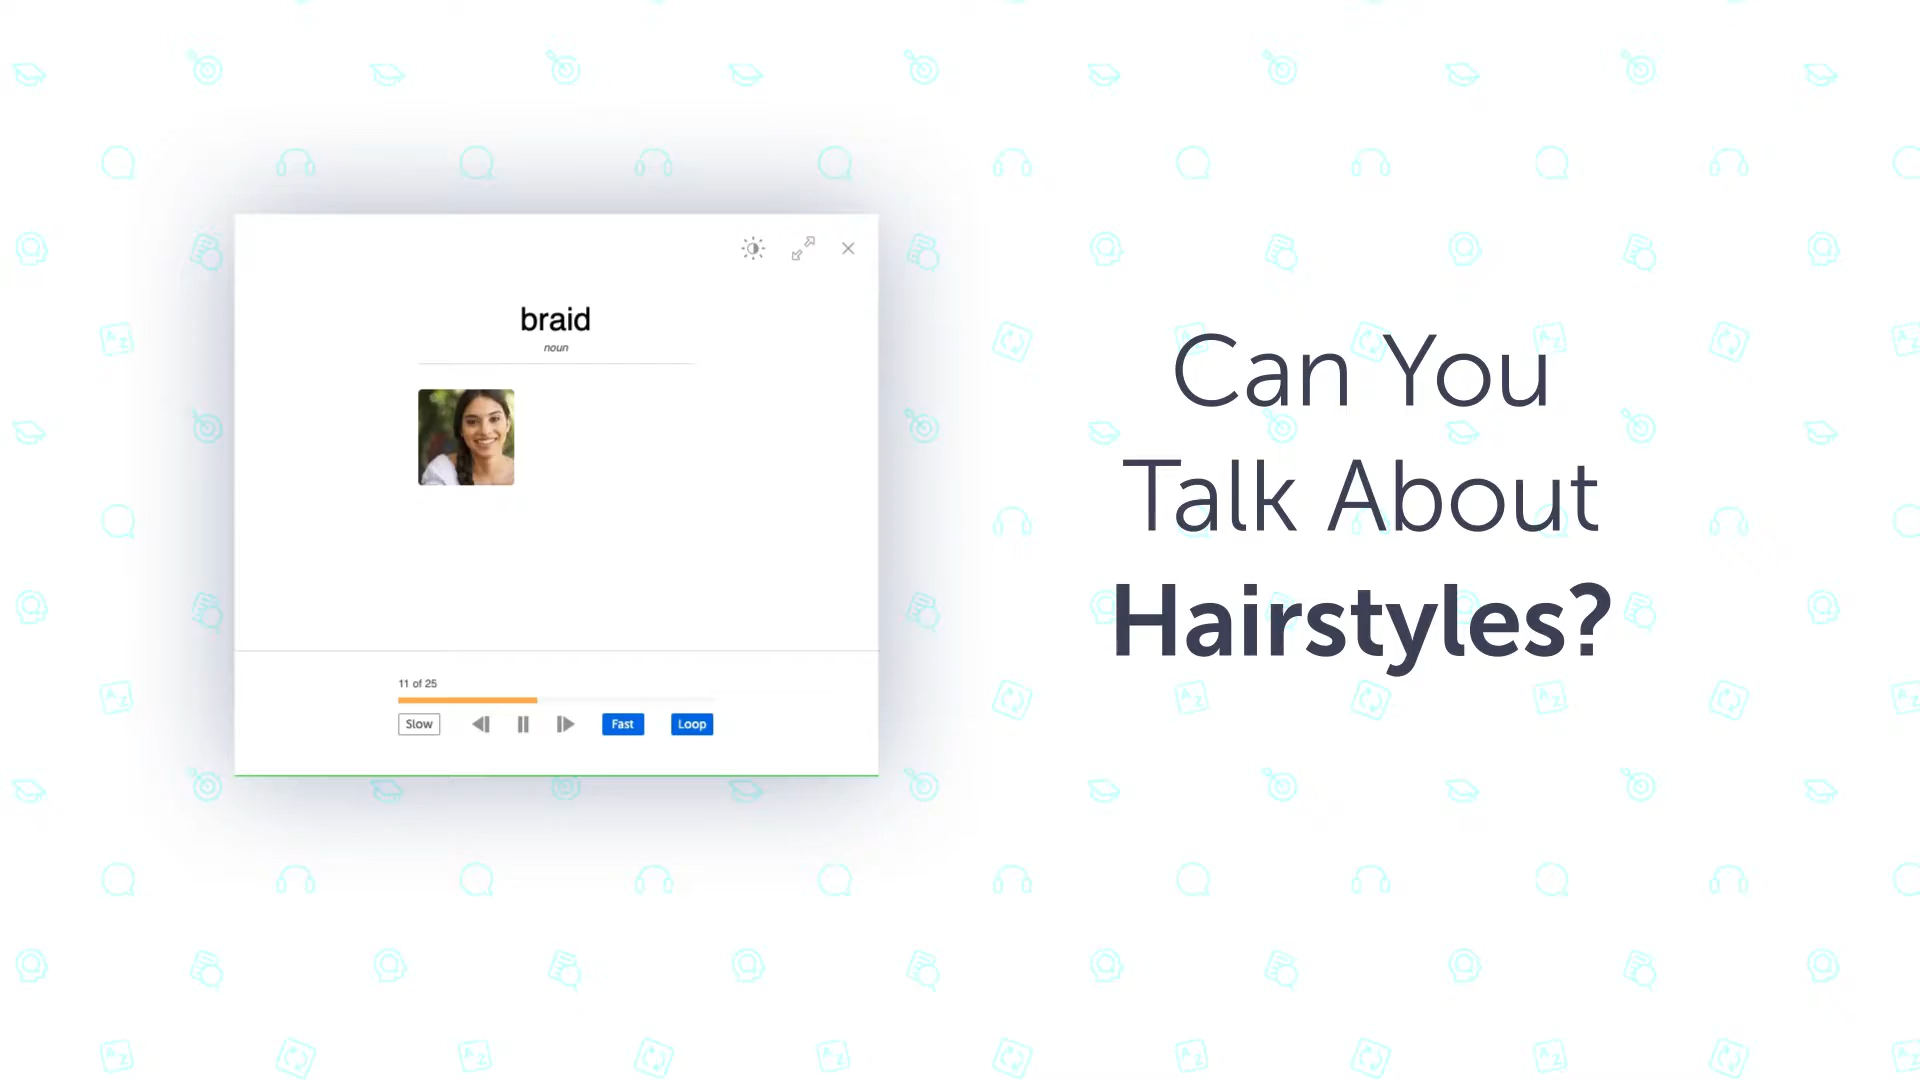 braid
noun
11 of 25
Slow
Fast
Loop
Can You
Talk About
Hairstyles?